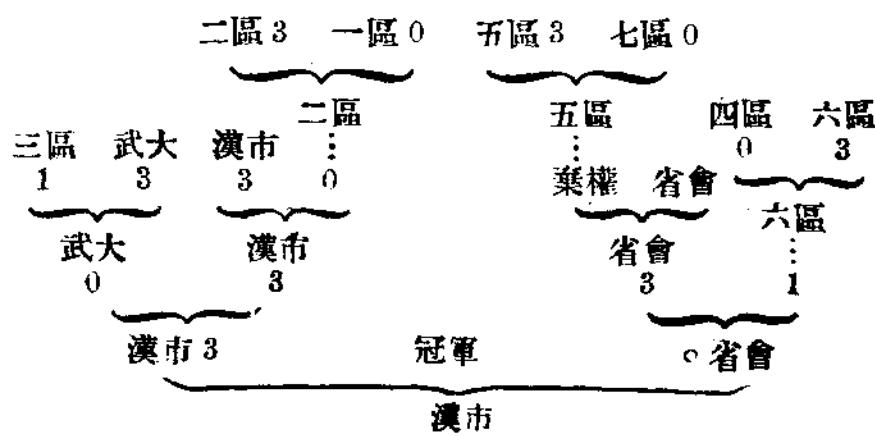 二區 3 一區 0 五區 3 七區 0
二區 五區 四區 六區
三區 武大 漢市 0 3
1 3 3 0 棄權 省會
武大 漢市 省會 六區
0 3 3 1
漢市 3 冠軍 0 省會
漢市